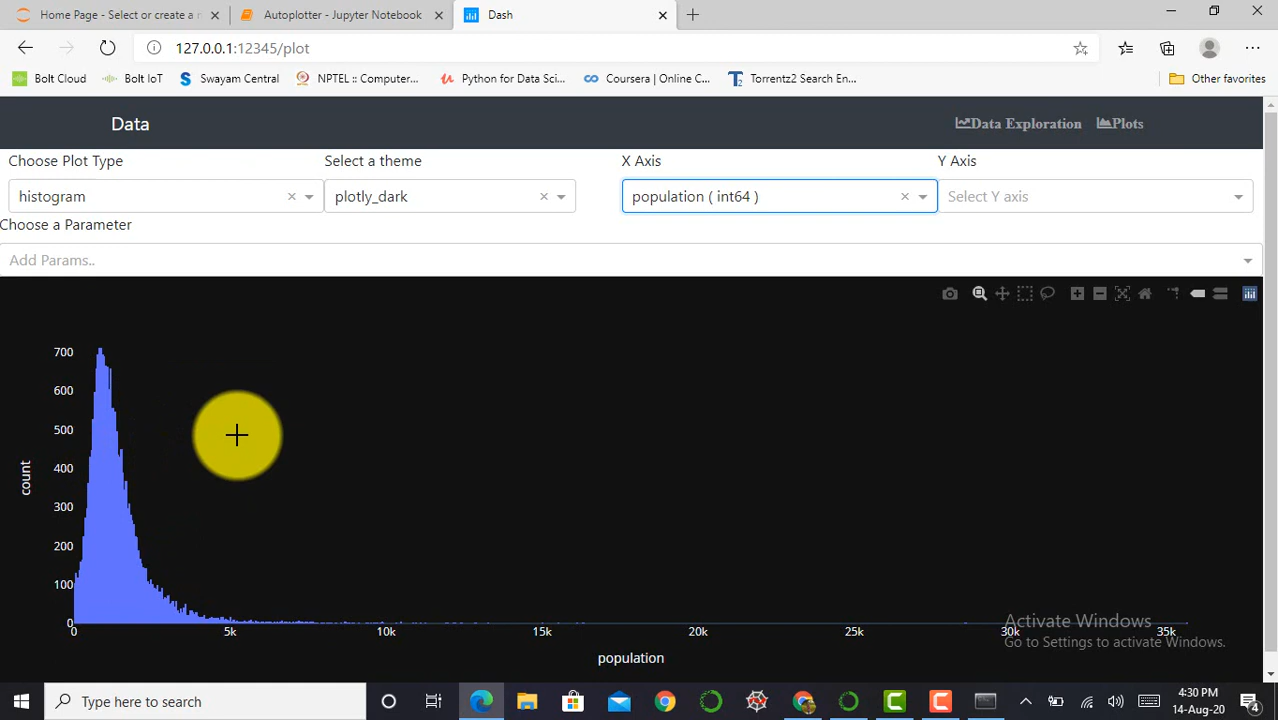 Home Page - Select or create a n
Autoplotter - Jupyter Notebook
Dash
127.0.0.1:12345/plot
Bolt Cloud
Bolt IoT
Swayam Central
NPTEL :: Computer...
Python for Data Sci...
Coursera | Online C...
Torrentz2 Search En...
Other favorites
Data
Data Exploration
Plots
Choose Plot Type
Select a theme
X Axis
Y Axis
histogram
plotly_dark
population ( int64 )
Select Y axis
Choose a Parameter
Add Params..
700
600
500
400
300
200
100
0
count
0
5k
10k
15k
20k
25k
30k
35k
population
Activate Windows
Go to Settings to activate Windows.
Type here to search
4:30 PM
14-Aug-20
4